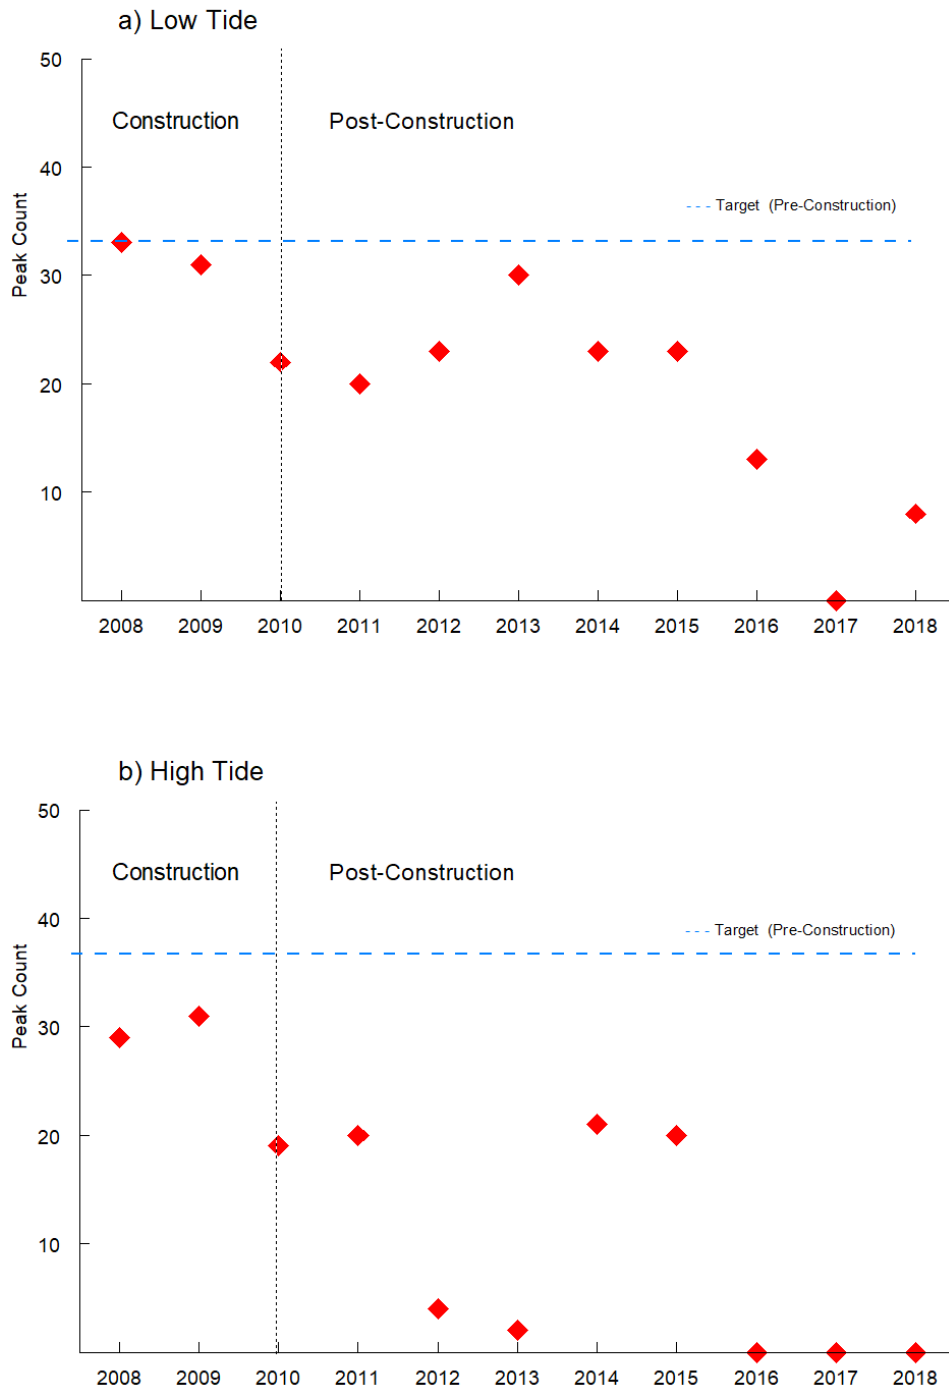 a) Low Tide
50
Construction
Post-Construction
40
Target (Pre-Construction)
Peak Count
30
20
10
2008 2009 2010 2011 2012 2013 2014 2015 2016 2017 2018
b) High Tide
50
Construction
Post-Construction
40
Target (Pre-Construction)
Peak Count
30
20
10
2008 2009 2010 2011 2012 2013 2014 2015 2016 2017 2018